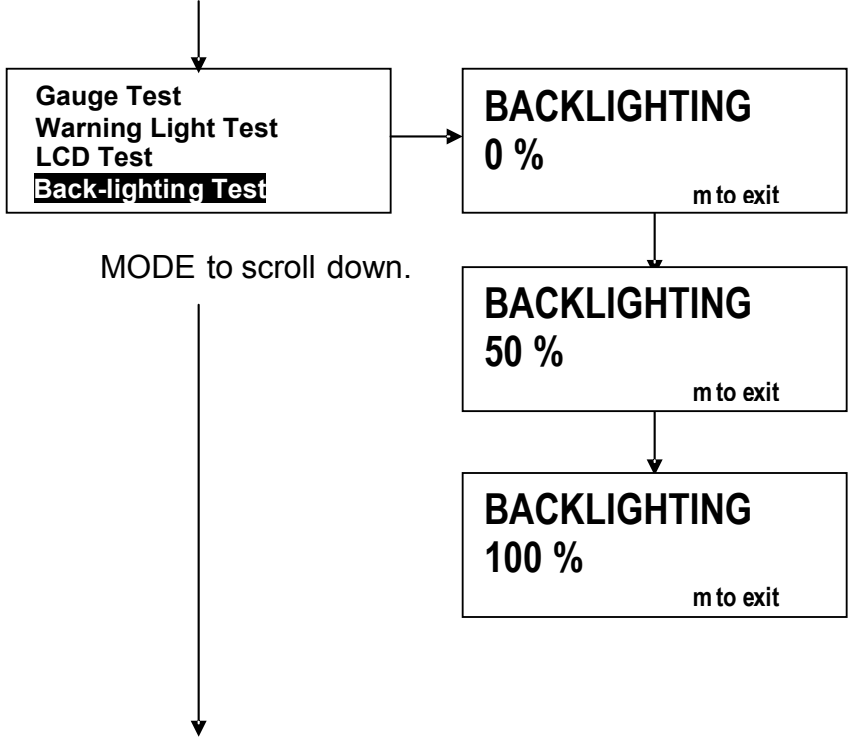 Gauge Test
Warning Light Test
LCD Test
Back-lighting Test
MODE to scroll down.
BACKLIGHTING
0 %
m to exit
BACKLIGHTING
50 %
m to exit
BACKLIGHTING
100 %
m to exit